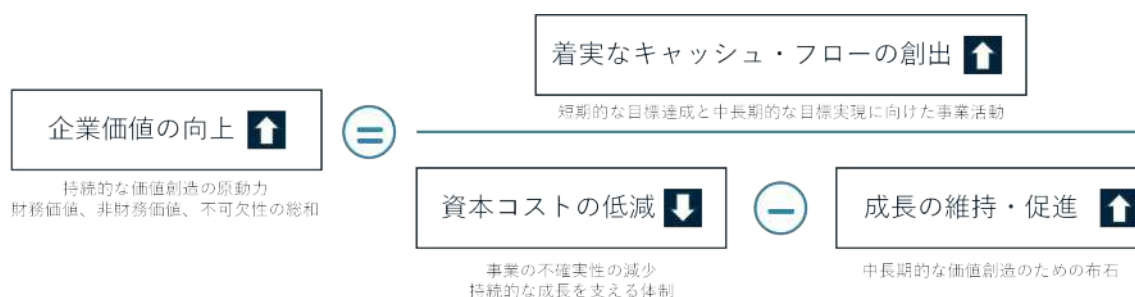 着実なキャッシュ・フローの創出
短期的な目標達成と中長期的な目標実現に向けた事業活動
企業価値の向上
=
持続的な価値創造の原動力
財務価値、非財務価値、不可欠性の総和
資本コストの低減
−
成長の維持・促進
事業の不確実性の減少
持続的な成長を支える体制
中長期的な価値創造のための布石